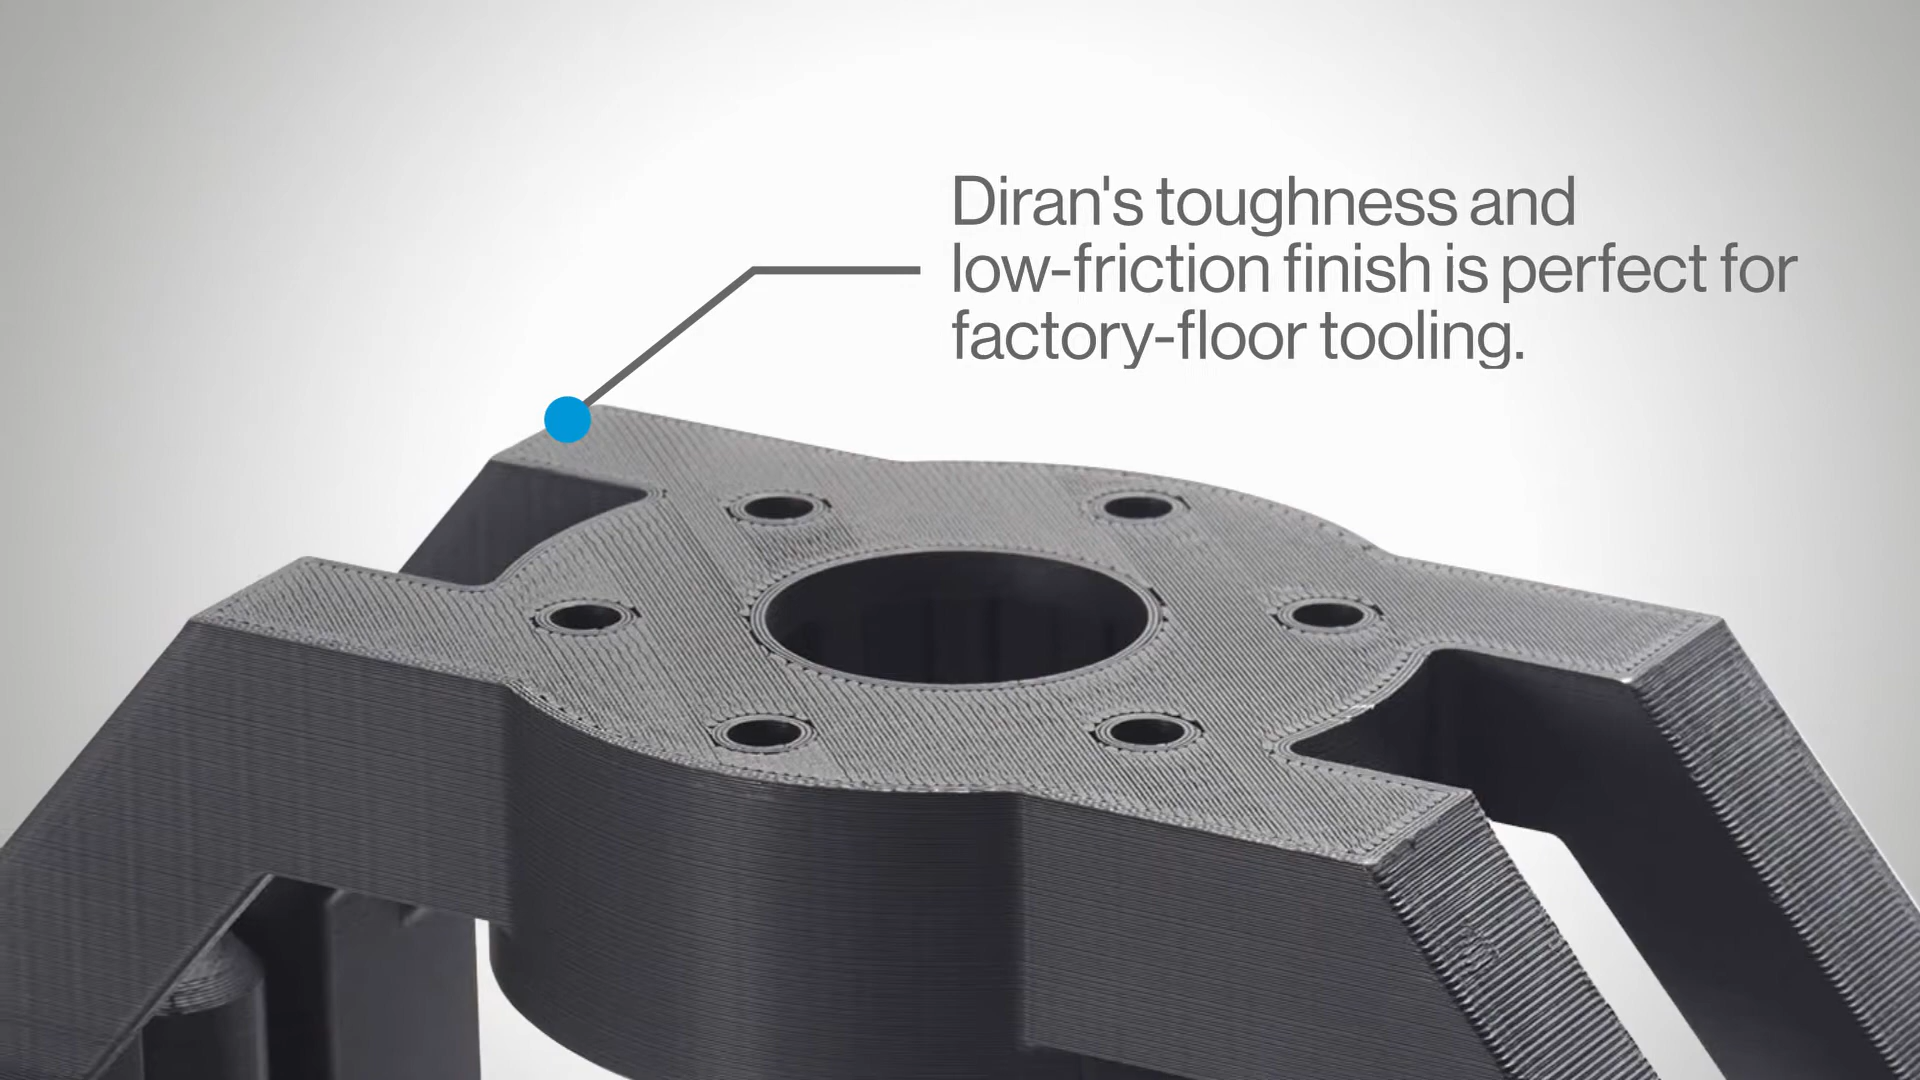 Diran's toughness and
low-friction finish is perfect for
factory-floor tooling.